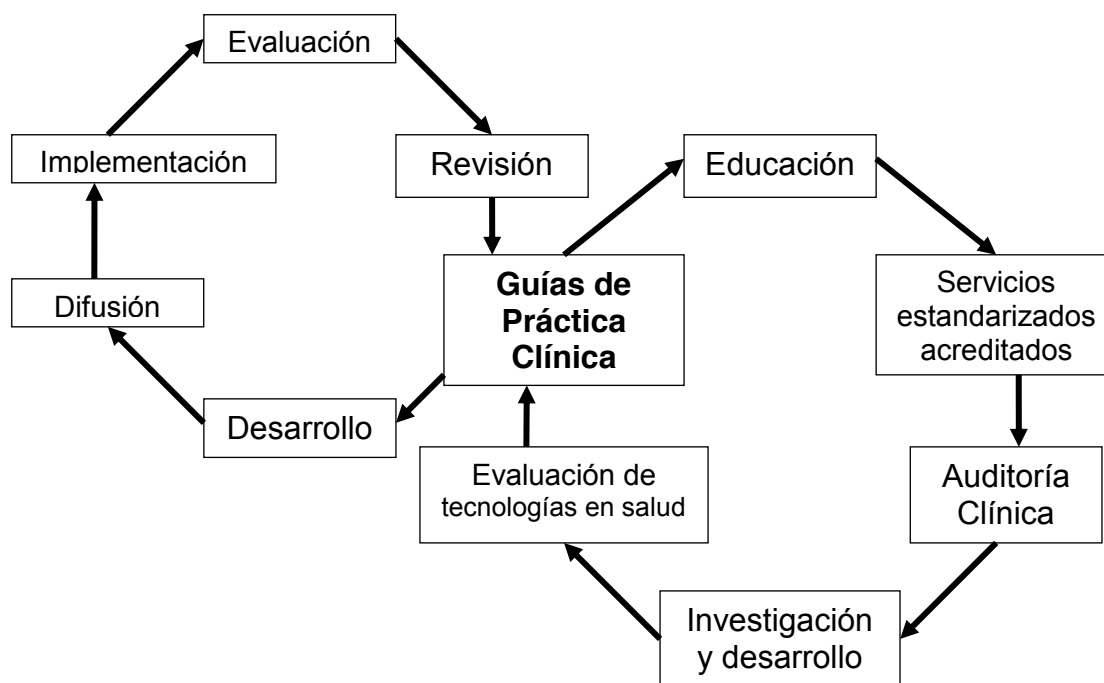 Evaluación
Implementación
Revisión
Educación
Difusión
Guías de
Práctica
Clínica
Servicios
estandarizados
acreditados
Desarrollo
Evaluación de
tecnologías en salud
Auditoría
Clínica
Investigación
y desarrollo